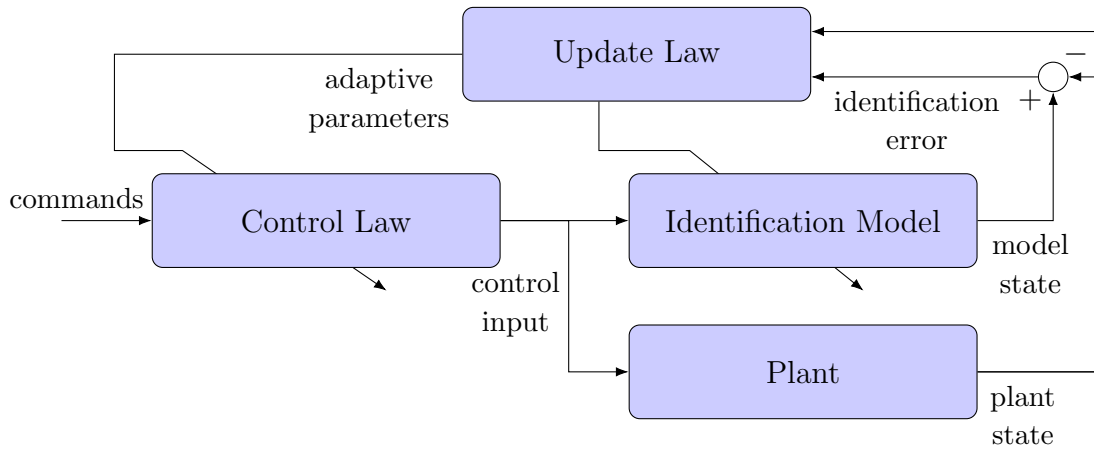 Update Law
−
adaptive
parameters
identification
error
+
commands
Control Law
Identification Model
control
input
model
state
Plant
plant
state